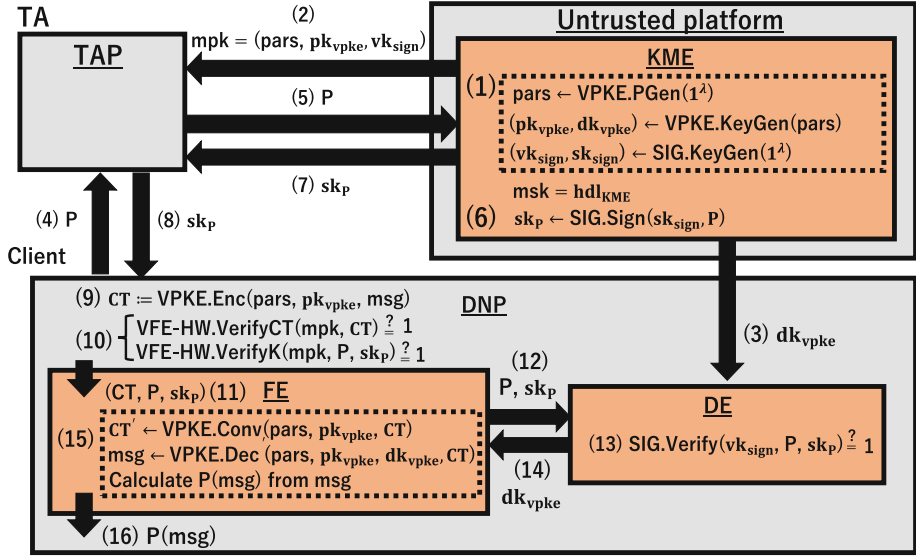 TA
TAP
(2)
mpk = (pars, pk_vpke, vk_sign)
(5) P
(7) sk_P
(4) P
(8) sk_P
Client
Untrusted platform
KME
(1)
pars ← VPKE.PGen(1^λ)
(pk_vpke, dk_vpke) ← VPKE.KeyGen(pars)
(vk_sign, sk_sign) ← SIG.KeyGen(1^λ)
msk = hdl_KME
(6) sk_P ← SIG.Sign(sk_sign, P)
(3) dk_vpke
DNP
(9) CT := VPKE.Enc(pars, pk_vpke, msg)
(10)
VFE-HW.VerifyCT(mpk, CT) ≟ 1
VFE-HW.VerifyK(mpk, P, sk_P) ≟ 1
(CT, P, sk_P) (11)
FE
(15)
CT′ ← VPKE.Conv(pars, pk_vpke, CT)
msg ← VPKE.Dec′(pars, pk_vpke, dk_vpke, CT)
Calculate P(msg) from msg
(16) P(msg)
(12)
P, sk_P
(14)
dk_vpke
DE
(13) SIG.Verify(vk_sign, P, sk_P) ≟ 1